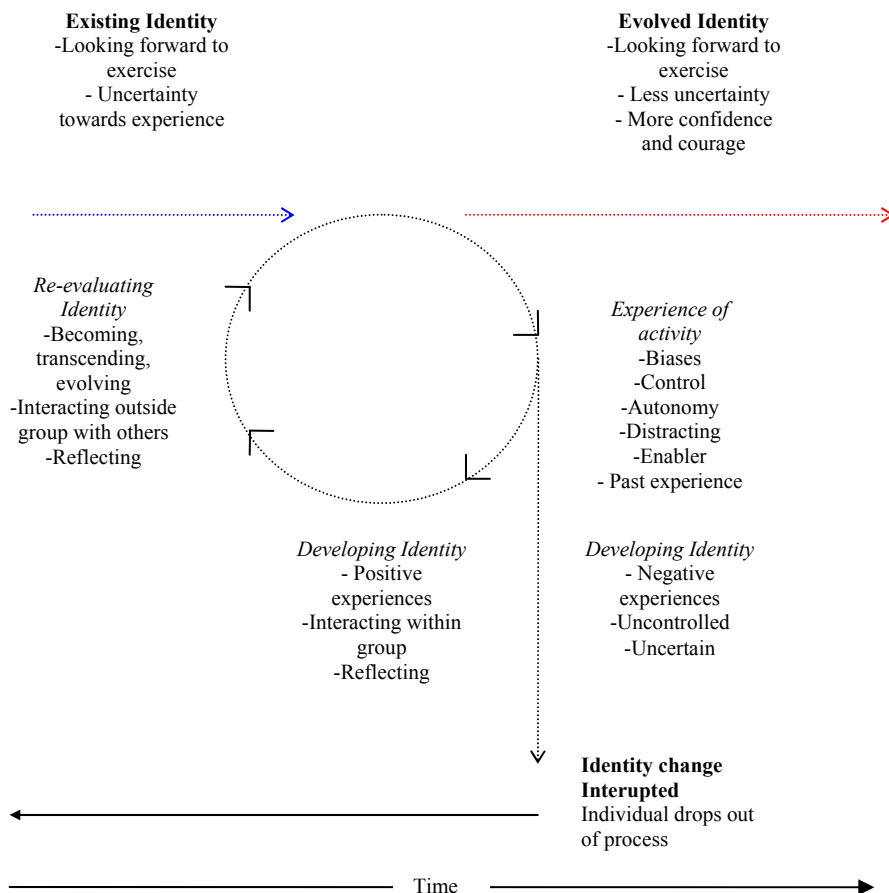 Existing Identity
-Looking forward to
exercise
- Uncertainty
towards experience
Evolved Identity
-Looking forward to
exercise
- Less uncertainty
- More confidence
and courage
Re-evaluating
Identity
-Becoming,
transcending,
evolving
-Interacting outside
group with others
-Reflecting
Experience of
activity
-Biases
-Control
-Autonomy
-Distracting
-Enabler
- Past experience
Developing Identity
- Positive
experiences
-Interacting within
group
-Reflecting
Developing Identity
- Negative
experiences
-Uncontrolled
-Uncertain
Identity change
Interupted
Individual drops out
of process
Time